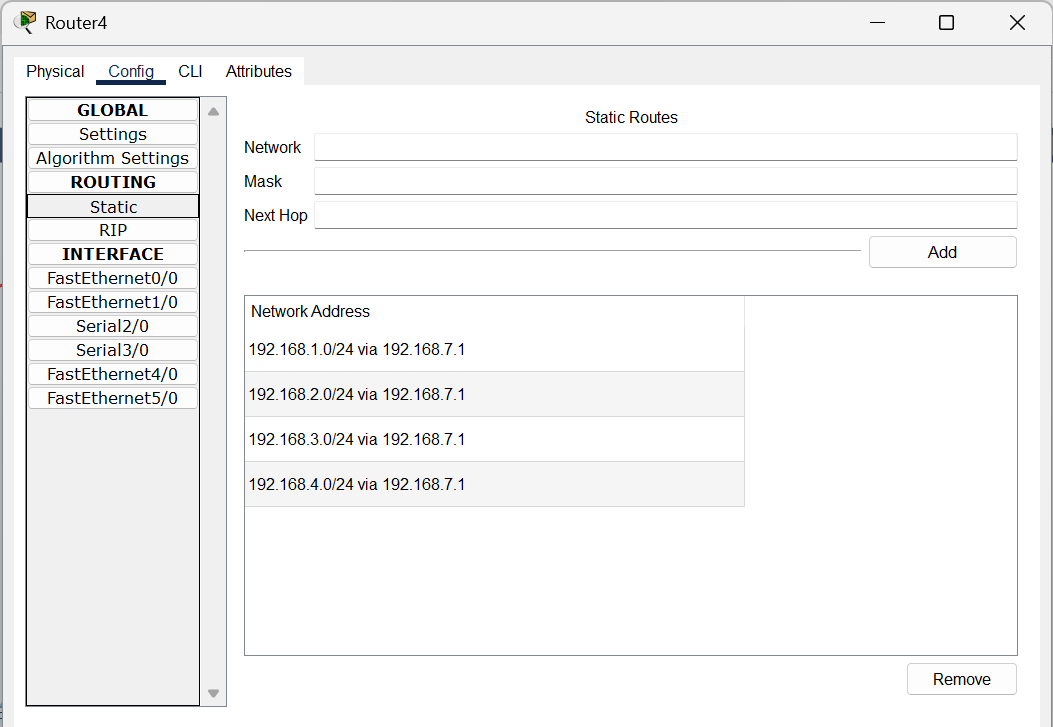 Router4
Physical Config CLI Attributes
GLOBAL
Settings
Algorithm Settings
ROUTING
Static
RIP
INTERFACE
FastEthernet0/0
FastEthernet1/0
Serial2/0
Serial3/0
FastEthernet4/0
FastEthernet5/0
Static Routes
Network
Mask
Next Hop
Add
Network Address
192.168.1.0/24 via 192.168.7.1
192.168.2.0/24 via 192.168.7.1
192.168.3.0/24 via 192.168.7.1
192.168.4.0/24 via 192.168.7.1
Remove